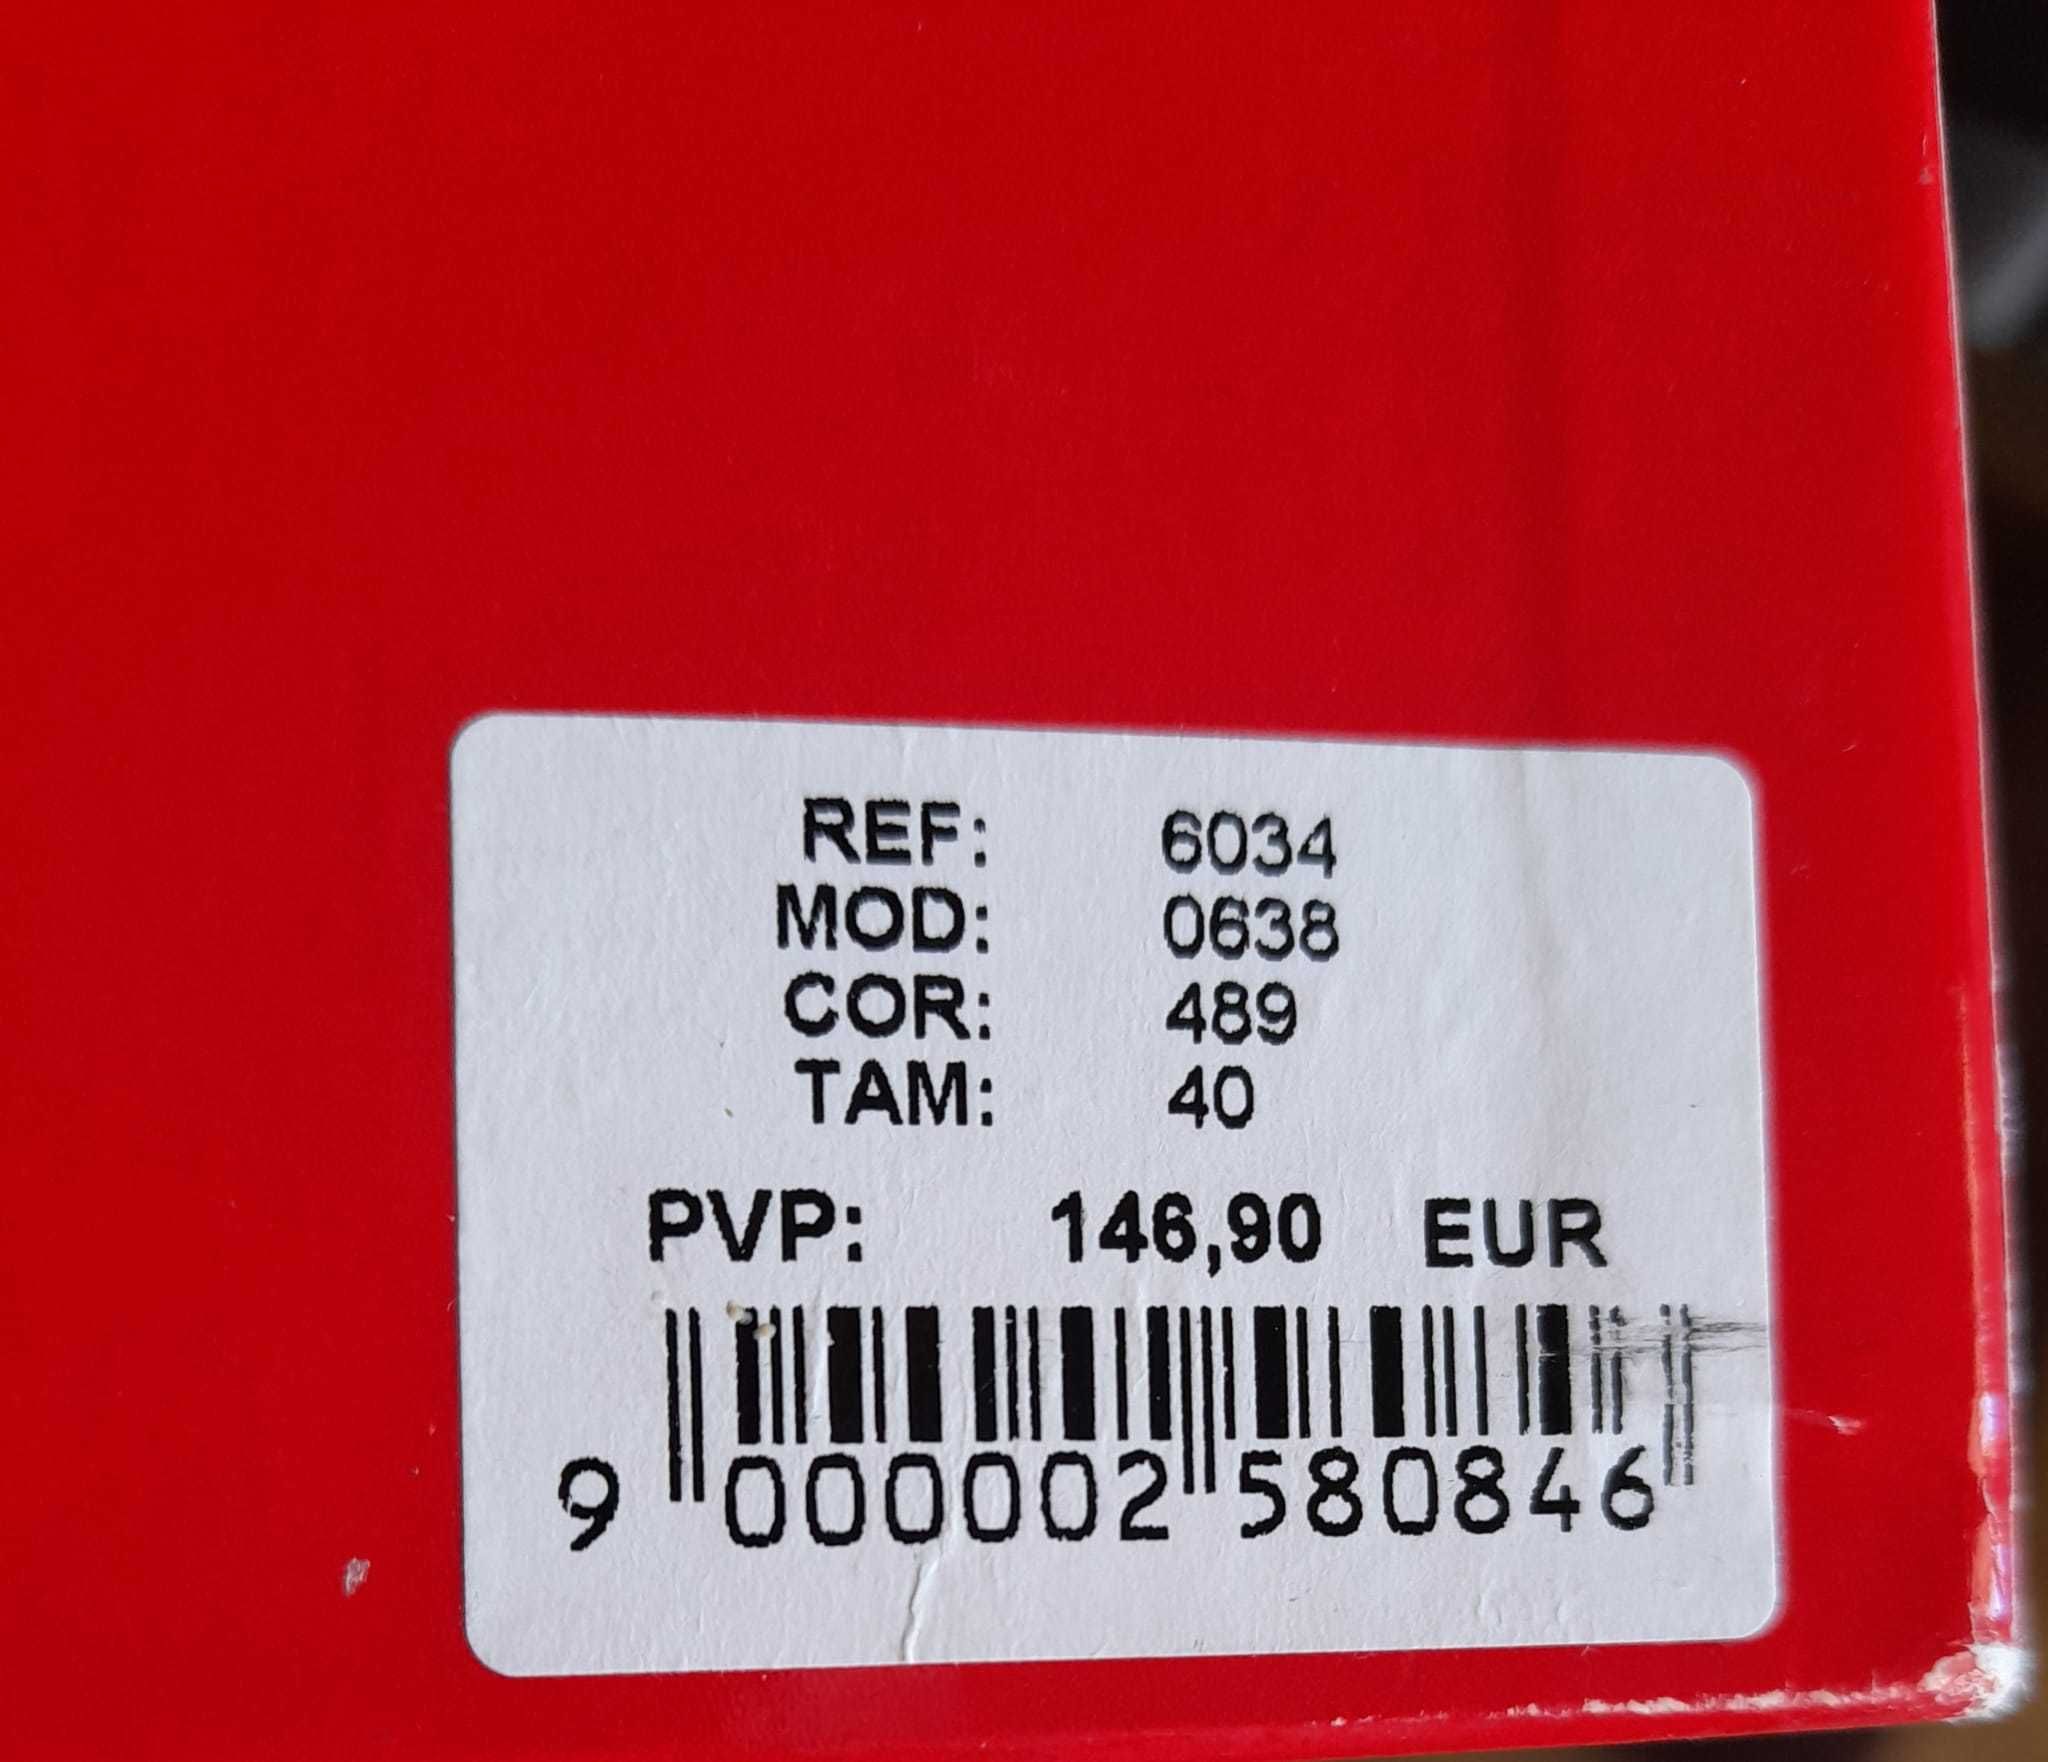 REF: 6034
MOD: 0638
COR: 489
TAM: 40
PVP: 146,90 EUR
9 000002 580846